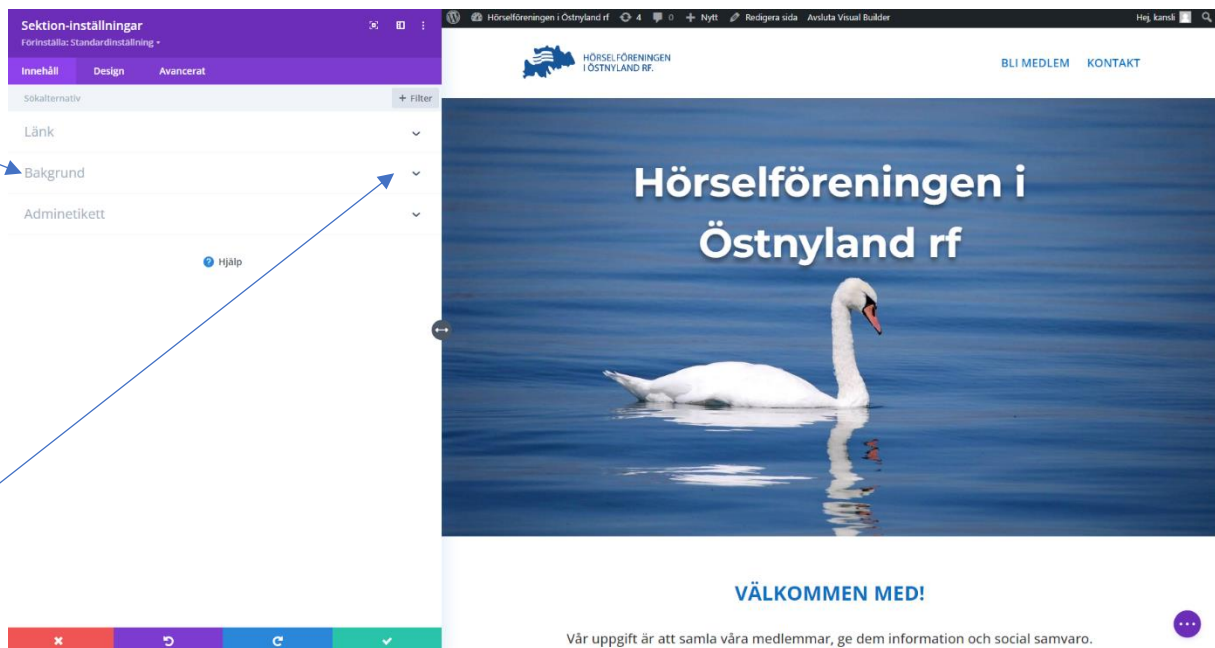 Sektion-inställningar
Förinställa: Standardinställning
Innehåll Design Avancerat
Sökalternativ + Filter
Länk
Bakgrund
Adminetikett
Hjälp
Hörselföreningen i Östnyland rf 4 0 + Nytt Redigera sida Avsluta Visual Builder Hej, kansli
HÖRSELFÖRENINGEN
I ÖSTNYLAND RF.
BLI MEDLEM KONTAKT
Hörselföreningen i
Östnyland rf
VÄLKOMMEN MED!
Vår uppgift är att samla våra medlemmar, ge dem information och social samvaro.